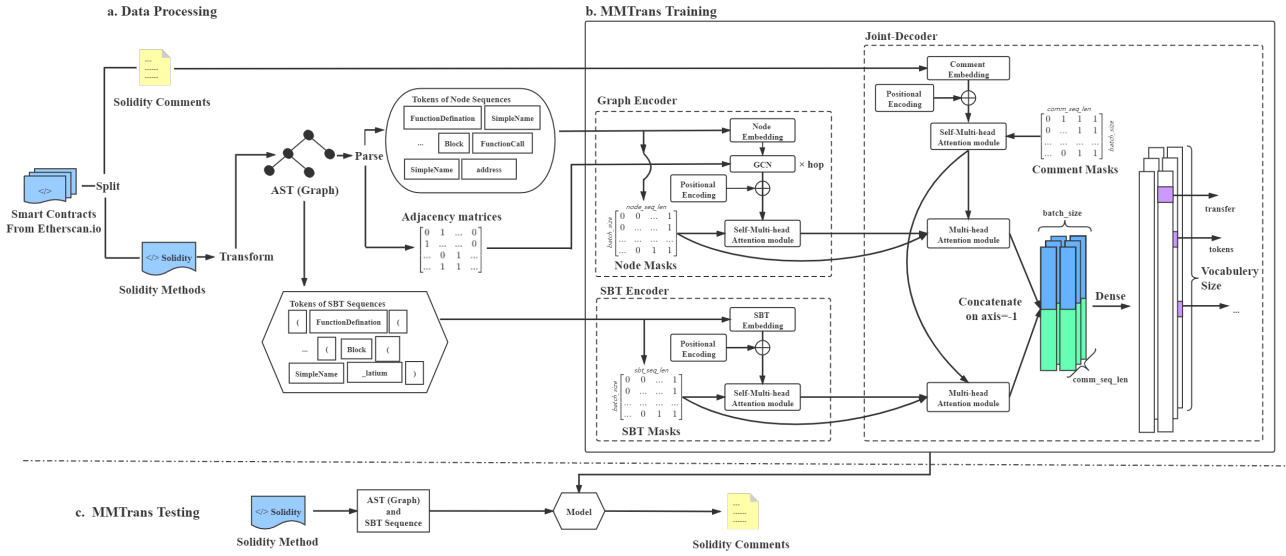 a. Data Processing
b. MMTrans Training
Solidity Comments
Smart Contracts
From Etherscan.io
</>
Split
</> Solidity
Solidity Methods
Transform
AST (Graph)
Parse
Tokens of Node Sequences
FunctionDefination
SimpleName
...
Block
FunctionCall
SimpleName
address
Adjacency matrices
0 1 ... 0
1 ... ... 0
... 0 1 ...
... 1 1 ...
Tokens of SBT Sequences
( FunctionDefination (
... ( Block (
SimpleName _latium )
Graph Encoder
Node
Embedding
GCN
× hop
Positional
Encoding
node_seq_len
batch_size
0 0 ... 1
0 ... ... 1
... ... ... ...
... 0 1 1
Node Masks
Self-Multi-head
Attention module
SBT Encoder
SBT
Embedding
Positional
Encoding
sbt_seq_len
batch_size
0 0 ... 1
0 ... ... 1
... ... ... ...
... 0 1 1
SBT Masks
Self-Multi-head
Attention module
Joint-Decoder
Comment
Embedding
Positional
Encoding
Self-Multi-head
Attention module
comm_seq_len
batch_size
0 1 1 1
0 ... 1 1
... ... ... ...
... 0 1 1
Comment Masks
Multi-head
Attention module
Multi-head
Attention module
Concatenate
on axis=-1
batch_size
comm_seq_len
Dense
transfer
tokens
...
Vocabulery
Size
c. MMTrans Testing
</> Solidity
Solidity Method
AST (Graph)
and
SBT Sequence
Model
Solidity Comments